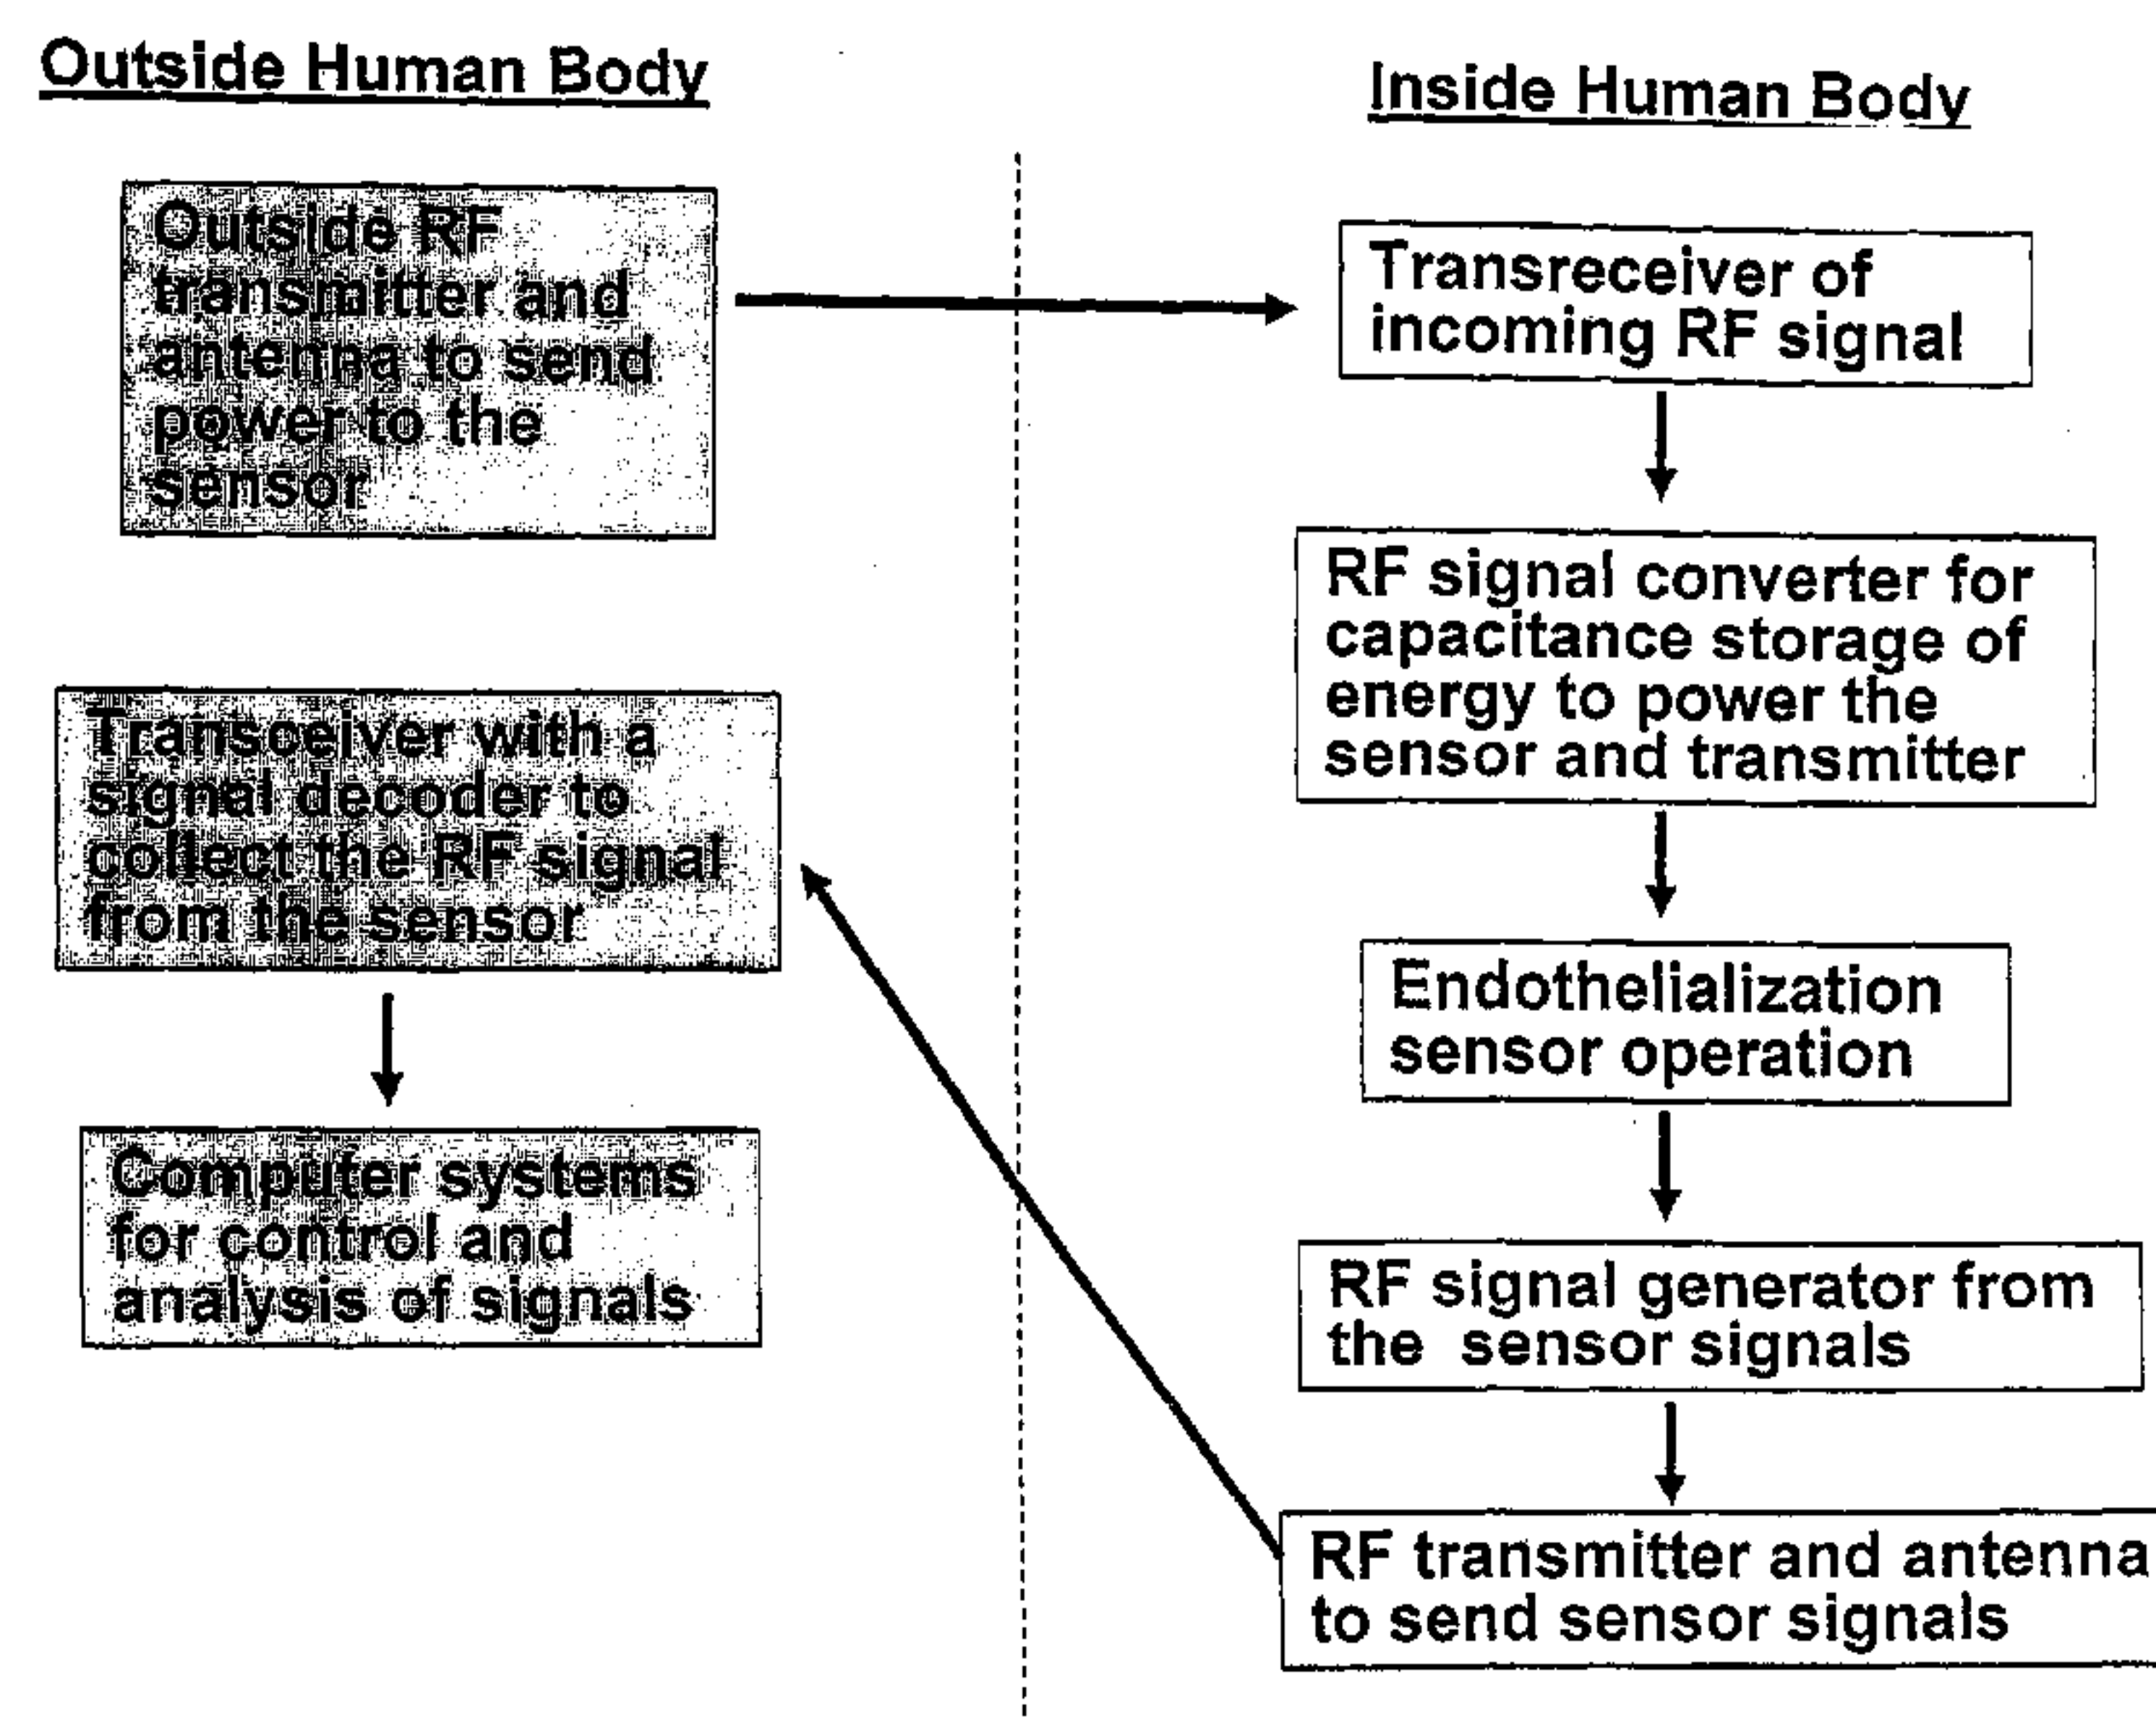 Outside Human Body
Outside RF
transmitter and
antenna to send
power to the
sensor
Transceiver with a
signal decoder to
collect the RF signal
from the sensor
Computer systems
for control and
analysis of signals
Inside Human Body
Transreceiver of
incoming RF signal
RF signal converter for
capacitance storage of
energy to power the
sensor and transmitter
Endothelialization
sensor operation
RF signal generator from
the sensor signals
RF transmitter and antenna
to send sensor signals